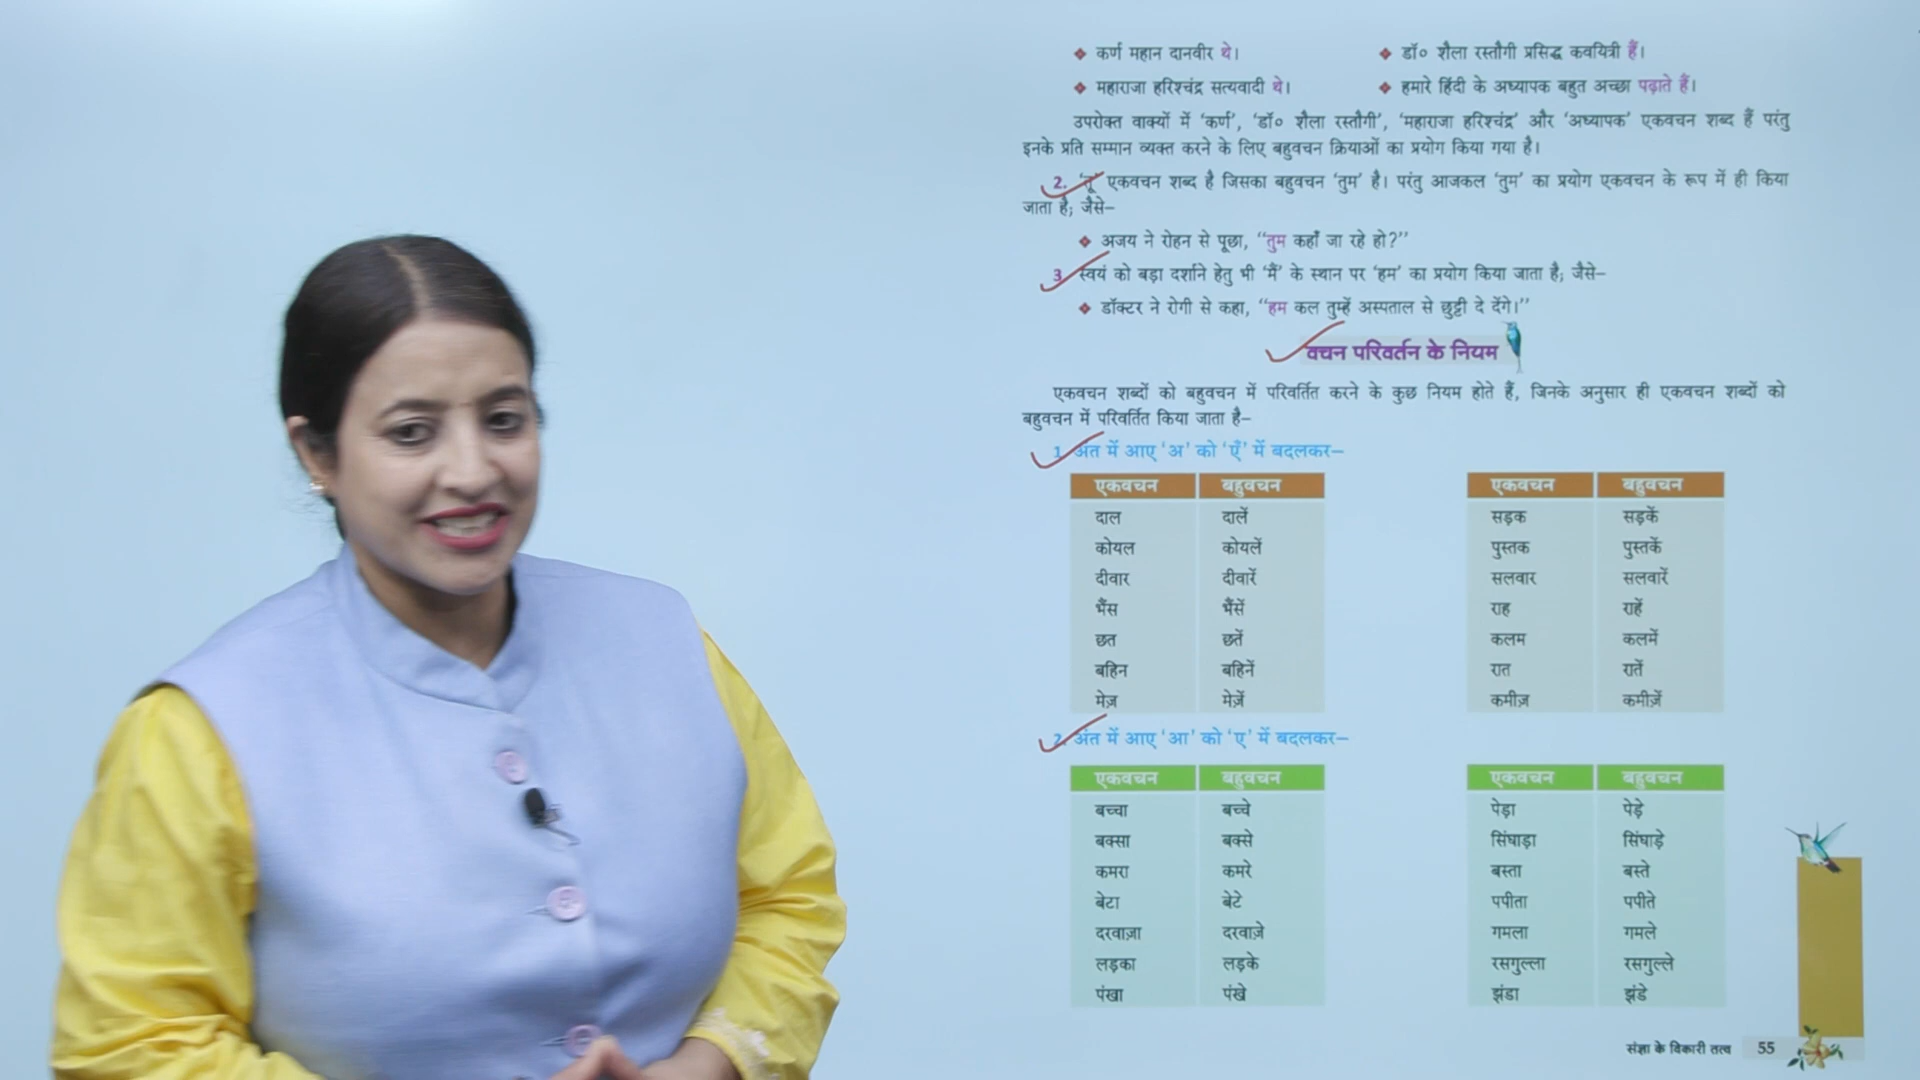 ❖ कर्ण महान दानवीर थे।
❖ डॉ० शैला रस्तौगी प्रसिद्ध कवयित्री हैं।
❖ महाराजा हरिश्चंद्र सत्यवादी थे।
❖ हमारे हिंदी के अध्यापक बहुत अच्छा पढ़ाते हैं।
उपरोक्त वाक्यों में ‘कर्ण’, ‘डॉ० शैला रस्तौगी’, ‘महाराजा हरिश्चंद्र’ और ‘अध्यापक’ एकवचन शब्द हैं परंतु
इनके प्रति सम्मान व्यक्त करने के लिए बहुवचन क्रियाओं का प्रयोग किया गया है।
2. ‘तू’ एकवचन शब्द है जिसका बहुवचन ‘तुम’ है। परंतु आजकल ‘तुम’ का प्रयोग एकवचन के रूप में ही किया
जाता है; जैसे–
❖ अजय ने रोहन से पूछा, ‘‘तुम कहाँ जा रहे हो?’’
3. स्वयं को बड़ा दर्शाने हेतु भी ‘मैं’ के स्थान पर ‘हम’ का प्रयोग किया जाता है; जैसे–
❖ डॉक्टर ने रोगी से कहा, ‘‘हम कल तुम्हें अस्पताल से छुट्टी दे देंगे।’’
वचन परिवर्तन के नियम
एकवचन शब्दों को बहुवचन में परिवर्तित करने के कुछ नियम होते हैं, जिनके अनुसार ही एकवचन शब्दों को
बहुवचन में परिवर्तित किया जाता है–
1. अंत में आए ‘अ’ को ‘एँ’ में बदलकर–
एकवचन बहुवचन
दाल दालें
कोयल कोयलें
दीवार दीवारें
भैंस भैंसें
छत छतें
बहिन बहिनें
मेज़ मेज़ें
एकवचन बहुवचन
सड़क सड़कें
पुस्तक पुस्तकें
सलवार सलवारें
राह राहें
कलम कलमें
रात रातें
कमीज़ कमीज़ें
2. अंत में आए ‘आ’ को ‘ए’ में बदलकर–
एकवचन बहुवचन
बच्चा बच्चे
बक्सा बक्से
कमरा कमरे
बेटा बेटे
दरवाज़ा दरवाज़े
लड़का लड़के
पंखा पंखे
एकवचन बहुवचन
पेड़ा पेड़े
सिंघाड़ा सिंघाड़े
बस्ता बस्ते
पपीता पपीते
गमला गमले
रसगुल्ला रसगुल्ले
झंडा झंडे
संज्ञा के विकारी तत्व 55